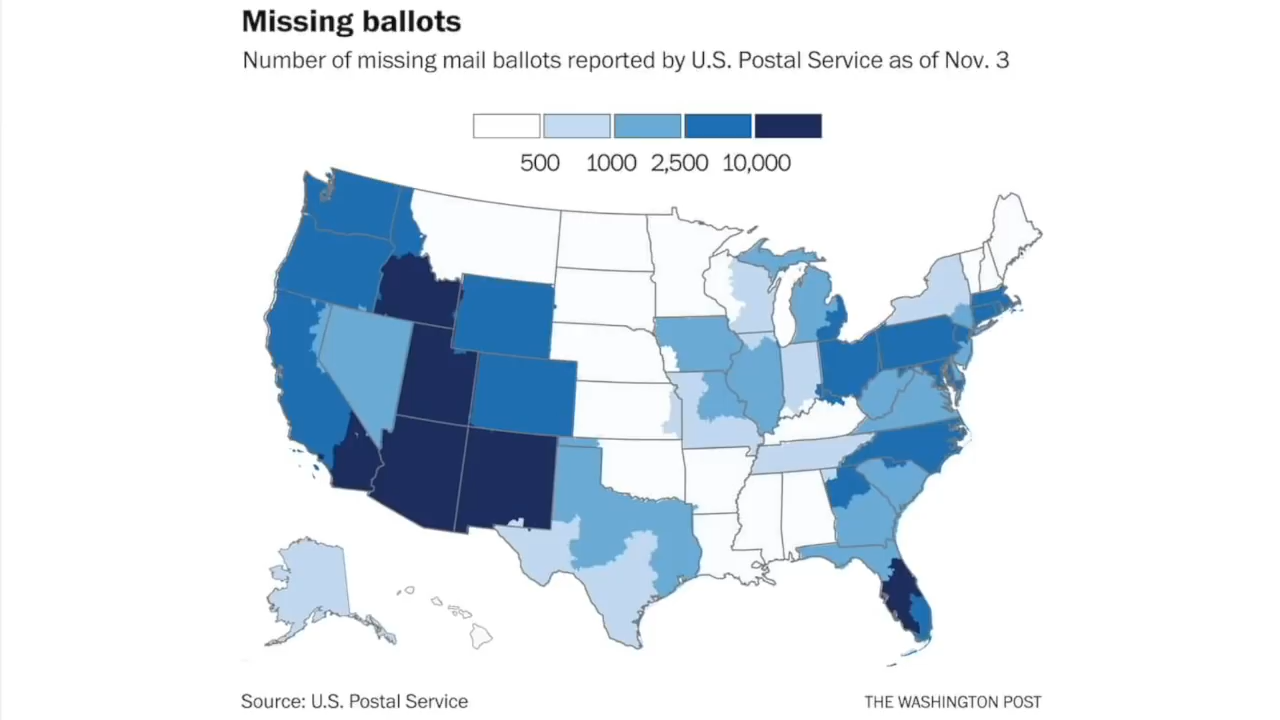 Missing ballots
Number of missing mail ballots reported by U.S. Postal Service as of Nov. 3
500 1000 2,500 10,000
Source: U.S. Postal Service
THE WASHINGTON POST